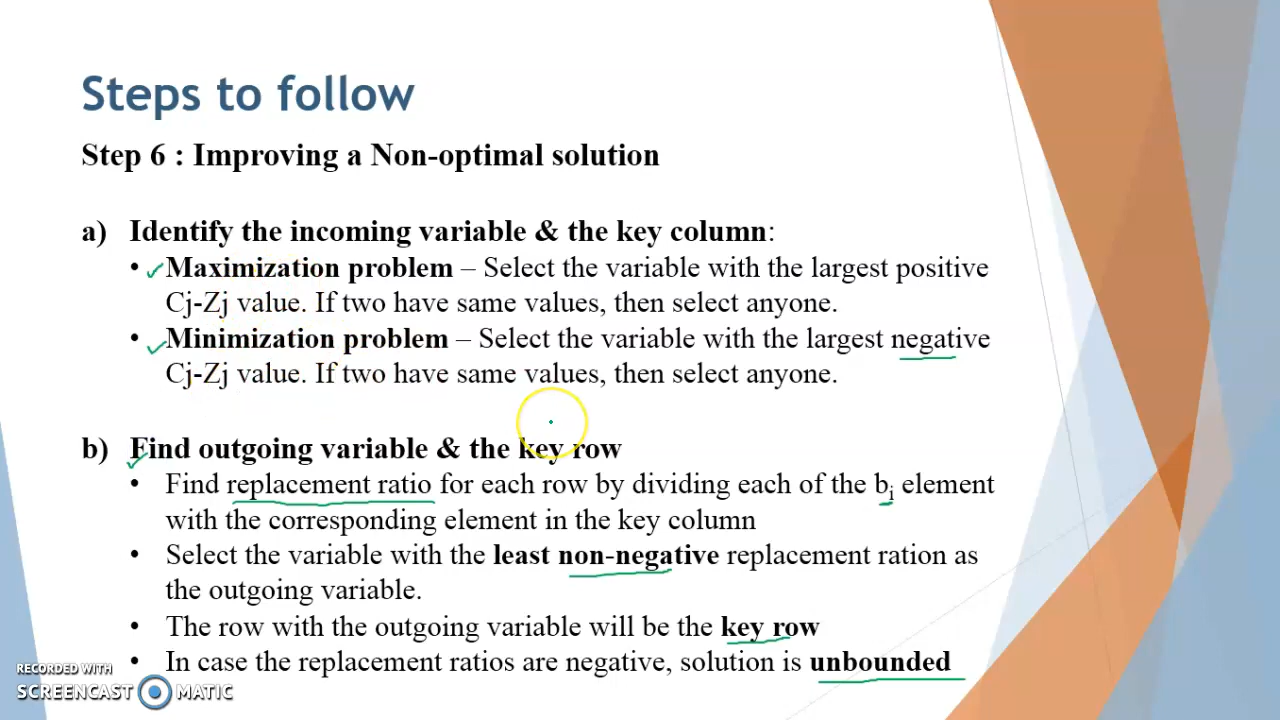 Steps to follow
Step 6 : Improving a Non-optimal solution
a) Identify the incoming variable & the key column:
• Maximization problem – Select the variable with the largest positive
Cj-Zj value. If two have same values, then select anyone.
• Minimization problem – Select the variable with the largest negative
Cj-Zj value. If two have same values, then select anyone.
b) Find outgoing variable & the key row
• Find replacement ratio for each row by dividing each of the bi element
with the corresponding element in the key column
• Select the variable with the least non-negative replacement ration as
the outgoing variable.
• The row with the outgoing variable will be the key row
• In case the replacement ratios are negative, solution is unbounded
RECORDED WITH
SCREENCAST MATIC